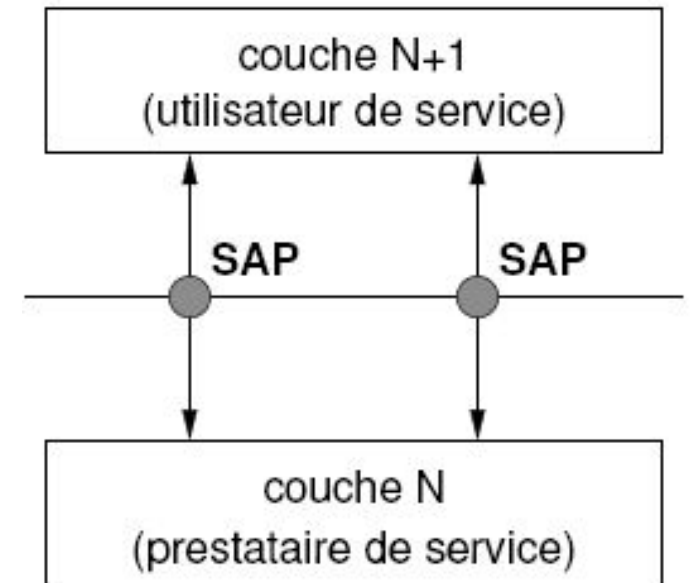 couche N+1
(utilisateur de service)
SAP SAP
couche N
(prestataire de service)